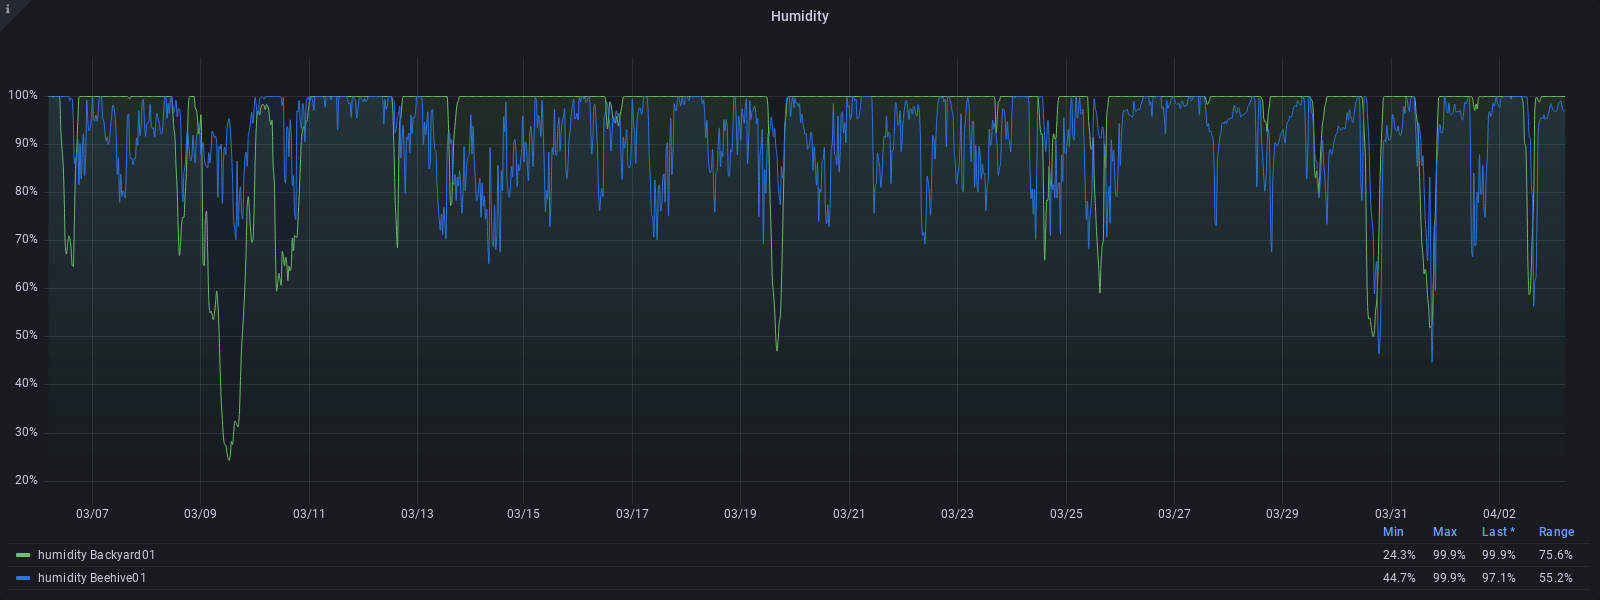 i
Humidity
100%
90%
80%
70%
60%
50%
40%
30%
20%
03/07 03/09 03/11 03/13 03/15 03/17 03/19 03/21 03/23 03/25 03/27 03/29 03/31 04/02
Min Max Last * Range
humidity Backyard01 24.3% 99.9% 99.9% 75.6%
humidity Beehive01 44.7% 99.9% 97.1% 55.2%